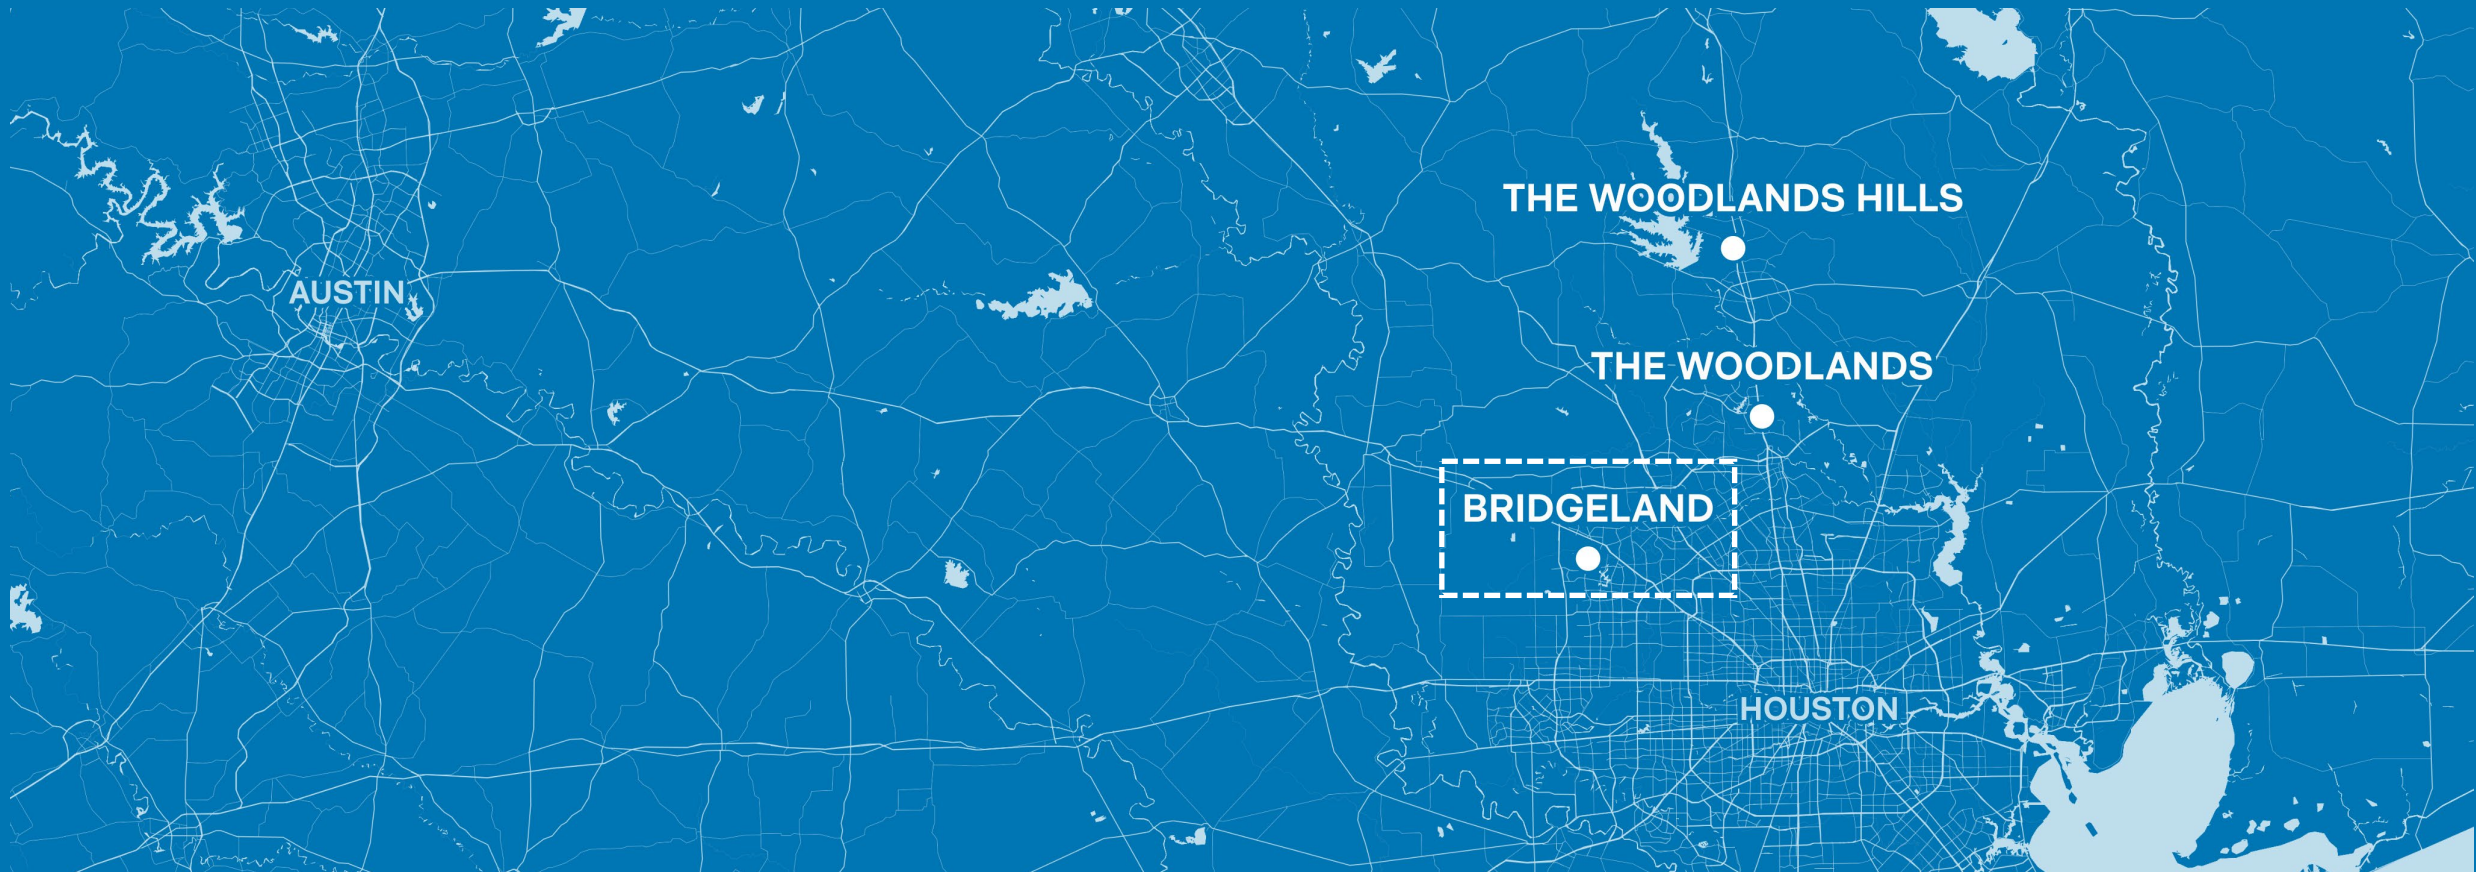 THE WOODLANDS HILLS
AUSTIN
THE WOODLANDS
BRIDGELAND
HOUSTON